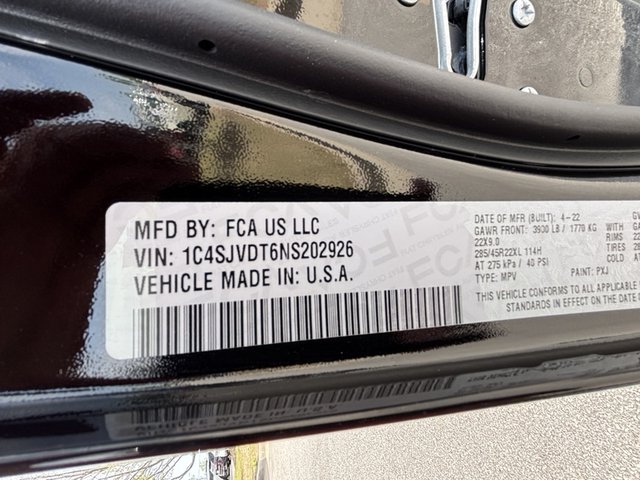 MFD BY: FCA US LLC
VIN: 1C4SJVDT6NS202926
VEHICLE MADE IN: U.S.A.
DATE OF MFR (BUILT): 4-22
GAWR FRONT: 3900 LB / 1770 KG
22X9.0
285/45R22XL 114H
AT 275 kPa / 40 PSI
TYPE: MPV PAINT: PXJ
THIS VEHICLE CONFORMS TO ALL APPLICABLE
STANDARDS IN EFFECT ON THE DATE
RIMS
TIRES
COLD